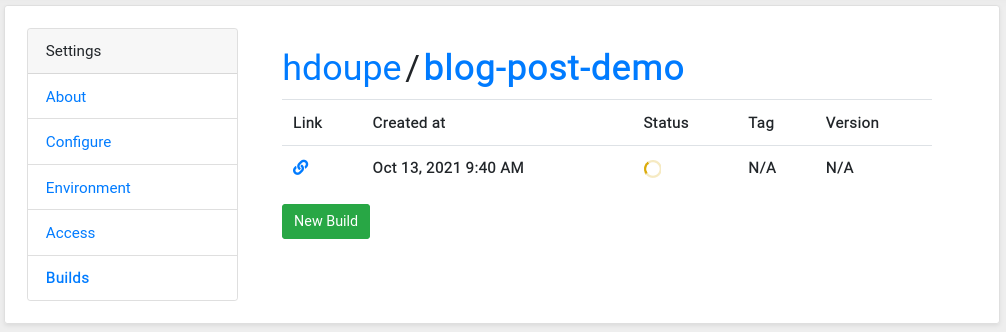 Settings
About
Configure
Environment
Access
Builds
hdoupe/blog-post-demo
Link Created at Status Tag Version
Oct 13, 2021 9:40 AM N/A N/A
New Build